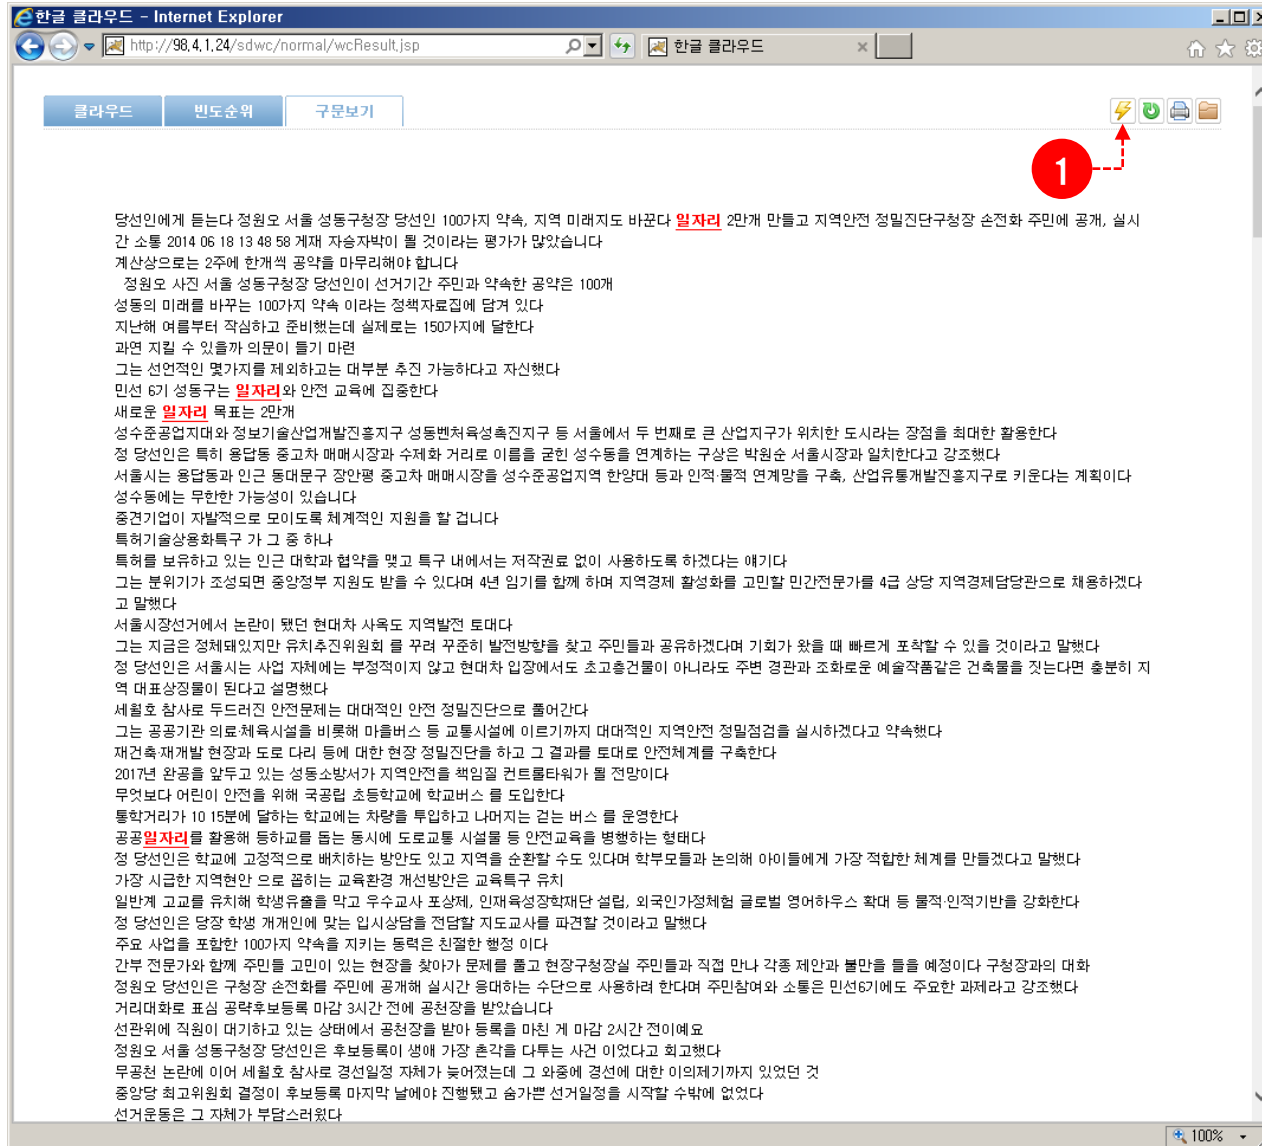 한글 클라우드 - Internet Explorer
http://98.4.1.24/sdwc/normal/wcResult.jsp
한글 클라우드
클라우드
빈도순위
구문보기
1
당선인에게 듣는다 정원오 서울 성동구청장 당선인 100가지 약속, 지역 미래지도 바꾼다 일자리 2만개 만들고 지역안전 정밀진단구청장 손전화 주민에 공개, 실시
간 소통 2014 06 18 13 48 58 게재 자승자박이 될 것이라는 평가가 많았습니다
계산상으로는 2주에 한개씩 공약을 마무리해야 합니다
정원오 사진 서울 성동구청장 당선인이 선거기간 주민과 약속한 공약은 100개
성동의 미래를 바꾸는 100가지 약속 이라는 정책자료집에 담겨 있다
지난해 여름부터 작심하고 준비했는데 실제로는 150가지에 달한다
과연 지킬 수 있을까 의문이 들기 마련
그는 선언적인 몇가지를 제외하고는 대부분 추진 가능하다고 자신했다
민선 6기 성동구는 일자리와 안전 교육에 집중한다
새로운 일자리 목표는 2만개
성수준공업지대와 정보기술산업개발진흥지구 성동벤처육성촉진지구 등 서울에서 두 번째로 큰 산업지구가 위치한 도시라는 장점을 최대한 활용한다
정 당선인은 특히 용답동 중고차 매매시장과 수제화 거리로 이름을 굳힌 성수동을 연계하는 구상은 박원순 서울시장과 일치한다고 강조했다
서울시는 용답동과 인근 동대문구 장안평 중고차 매매시장을 성수준공업지역 한양대 등과 인적·물적 연계망을 구축, 산업유통개발진흥지구로 키운다는 계획이다
성수동에는 무한한 가능성이 있습니다
중견기업이 자발적으로 모이도록 체계적인 지원을 할 겁니다
특허기술상용화특구 가 그 중 하나
특허를 보유하고 있는 인근 대학과 협약을 맺고 특구 내에서는 저작권료 없이 사용하도록 하겠다는 얘기다
그는 분위기가 조성되면 중앙정부 지원도 받을 수 있다며 4년 임기를 함께 하며 지역경제 활성화를 고민할 민간전문가를 4급 상당 지역경제담당관으로 채용하겠다
고 말했다
서울시장선거에서 논란이 됐던 현대차 사옥도 지역발전 토대다
그는 지금은 정체돼있지만 유치추진위원회 를 꾸려 꾸준히 발전방향을 찾고 주민들과 공유하겠다며 기회가 왔을 때 빠르게 포착할 수 있을 것이라고 말했다
정 당선인은 서울시는 사업 자체에는 부정적이지 않고 현대차 입장에서도 초고층건물이 아니라도 주변 경관과 조화로운 예술작품같은 건축물을 짓는다면 충분히 지
역 대표상징물이 된다고 설명했다
세월호 참사로 두드러진 안전문제는 대대적인 안전 정밀진단으로 풀어간다
그는 공공기관 의료·체육시설을 비롯해 마을버스 등 교통시설에 이르기까지 대대적인 지역안전 정밀점검을 실시하겠다고 약속했다
재건축·재개발 현장과 도로 다리 등에 대한 현장 정밀진단을 하고 그 결과를 토대로 안전체계를 구축한다
2017년 완공을 앞두고 있는 성동소방서가 지역안전을 책임질 컨트롤타워가 될 전망이다
무엇보다 어린이 안전을 위해 국공립 초등학교에 학교버스 를 도입한다
통학거리가 10 15분에 달하는 학교에는 차량을 투입하고 나머지는 걷는 버스 를 운영한다
공공일자리를 활용해 등하교를 돕는 동시에 도로교통 시설물 등 안전교육을 병행하는 형태다
정 당선인은 학교에 고정적으로 배치하는 방안도 있고 지역을 순환할 수도 있다며 학부모들과 논의해 아이들에게 가장 적합한 체계를 만들겠다고 말했다
가장 시급한 지역현안 으로 꼽히는 교육환경 개선방안은 교육특구 유치
일반계 고교를 유치해 학생유출을 막고 우수교사 포상제, 인재육성장학재단 설립, 외국인가정체험 글로벌 영어하우스 확대 등 물적·인적기반을 강화한다
정 당선인은 당장 학생 개개인에 맞는 입시상담을 전담할 지도교사를 파견할 것이라고 말했다
주요 사업을 포함한 100가지 약속을 지키는 동력은 친절한 행정 이다
간부 전문가와 함께 주민들 고민이 있는 현장을 찾아가 문제를 풀고 현장구청장실 주민들과 직접 만나 각종 제안과 불만을 들을 예정이다 구청장과의 대화
정원오 당선인은 구청장 손전화를 주민에 공개해 실시간 응대하는 수단으로 사용하려 한다며 주민참여와 소통은 민선6기에도 주요한 과제라고 강조했다
거리대화로 표심 공략후보등록 마감 3시간 전에 공천장을 받았습니다
선관위에 직원이 대기하고 있는 상태에서 공천장을 받아 등록을 마친 게 마감 2시간 전이예요
정원오 서울 성동구청장 당선인은 후보등록이 생애 가장 촌각을 다투는 사건 이었다고 회고했다
무공천 논란에 이어 세월호 참사로 경선일정 자체가 늦어졌는데 그 와중에 경선에 대한 이의제기까지 있었던 것
중앙당 최고위원회 결정이 후보등록 마지막 날에야 진행됐고 숨가쁜 선거일정을 시작할 수밖에 없었다
선거운동은 그 자체가 부담스러웠다
100%